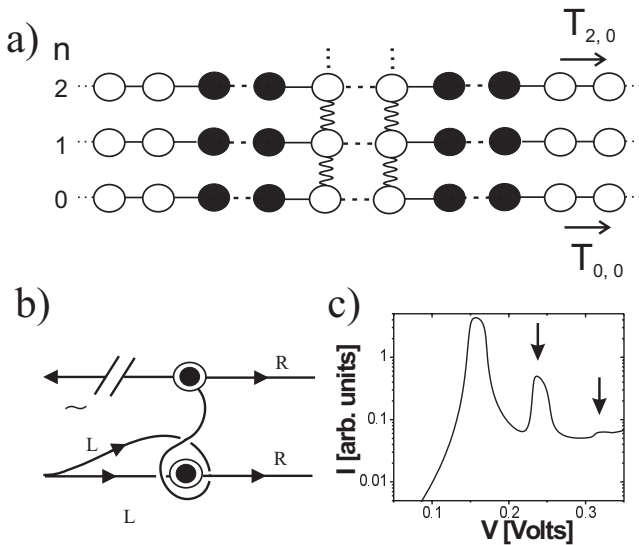 a)
n
T2, 0
2
1
0
T0, 0
b)
R
~
L
R
L
c)
I [arb. units]
1
0.1
0.01
0.1 0.2 0.3
V [Volts]